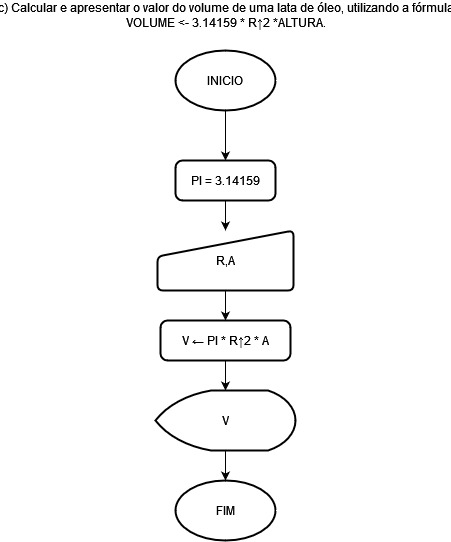 c) Calcular e apresentar o valor do volume de uma lata de óleo, utilizando a fórmula
VOLUME <- 3.14159 * R↑2 *ALTURA.
INICIO
PI = 3.14159
R,A
V ← PI * R↑2 * A
V
FIM